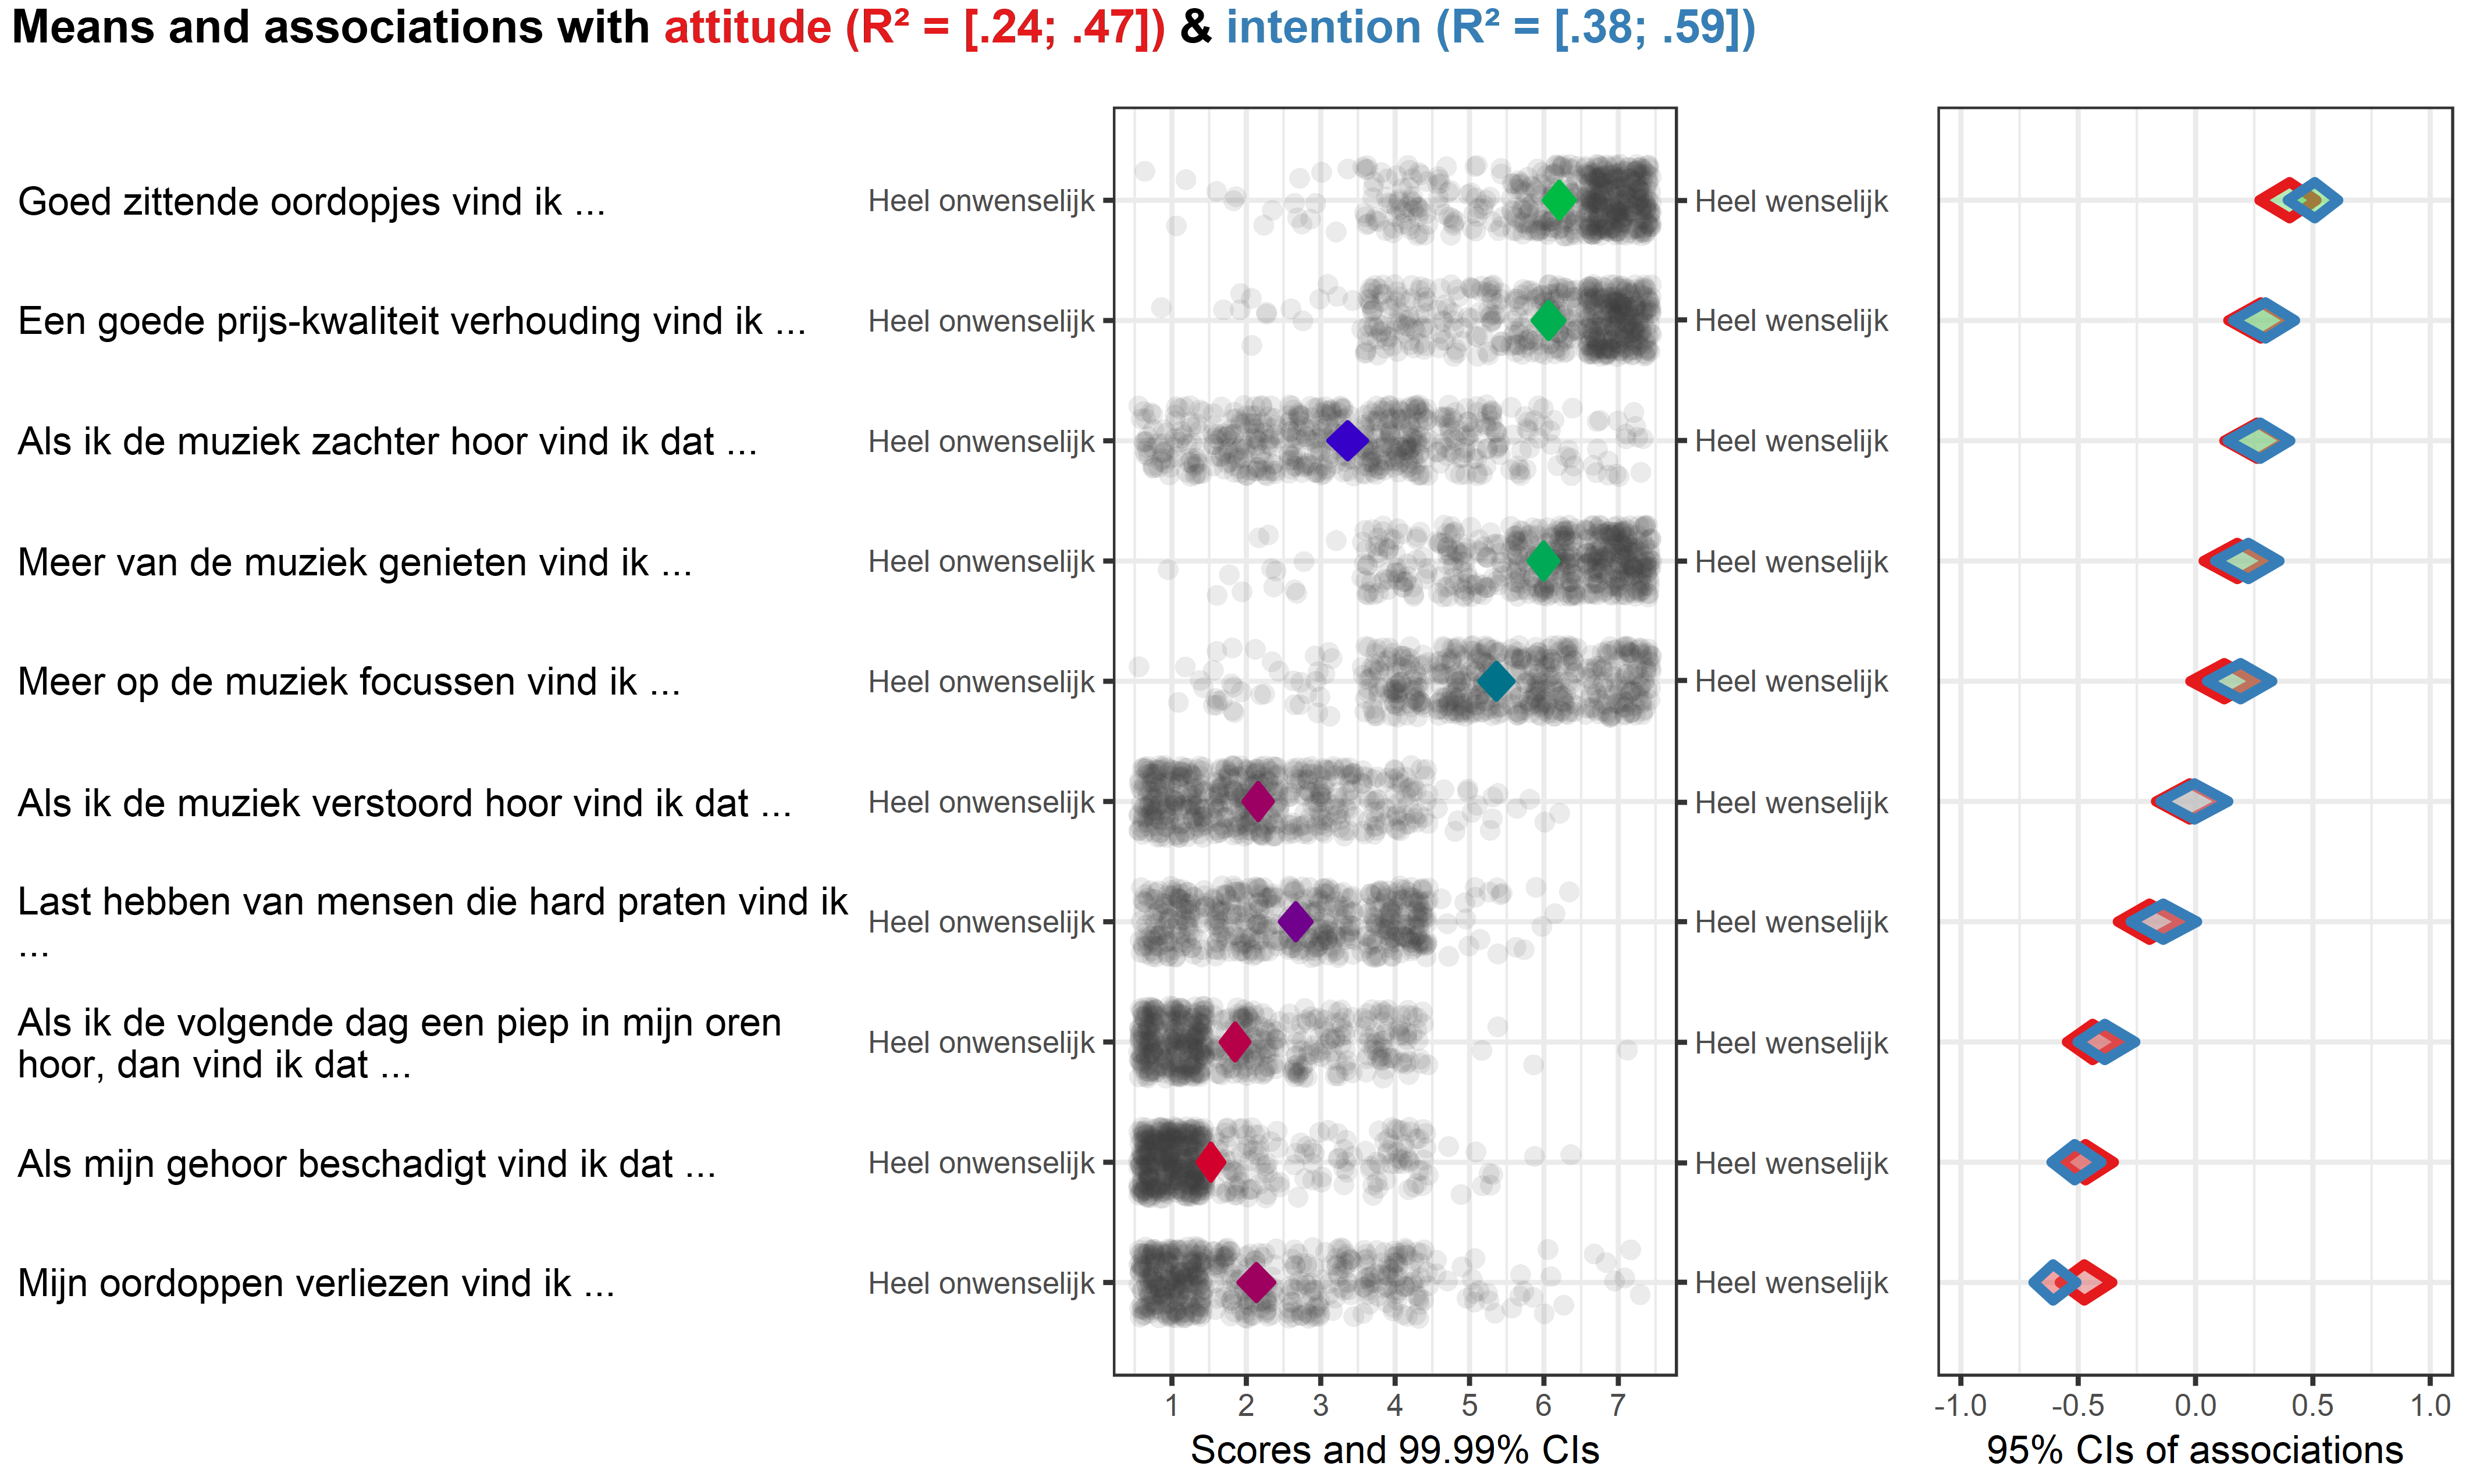 Means and associations with attitude (R² = [.24; .47]) & intention (R² = [.38; .59])
Goed zittende oordopjes vind ik ... Heel onwenselijk Heel wenselijk
Een goede prijs-kwaliteit verhouding vind ik ... Heel onwenselijk Heel wenselijk
Als ik de muziek zachter hoor vind ik dat ... Heel onwenselijk Heel wenselijk
Meer van de muziek genieten vind ik ... Heel onwenselijk Heel wenselijk
Meer op de muziek focussen vind ik ... Heel onwenselijk Heel wenselijk
Als ik de muziek verstoord hoor vind ik dat ... Heel onwenselijk Heel wenselijk
Last hebben van mensen die hard praten vind ik
... Heel onwenselijk Heel wenselijk
Als ik de volgende dag een piep in mijn oren
hoor, dan vind ik dat ... Heel onwenselijk Heel wenselijk
Als mijn gehoor beschadigt vind ik dat ... Heel onwenselijk Heel wenselijk
Mijn oordoppen verliezen vind ik ... Heel onwenselijk Heel wenselijk
1 2 3 4 5 6 7
Scores and 99.99% CIs
-1.0 -0.5 0.0 0.5 1.0
95% CIs of associations